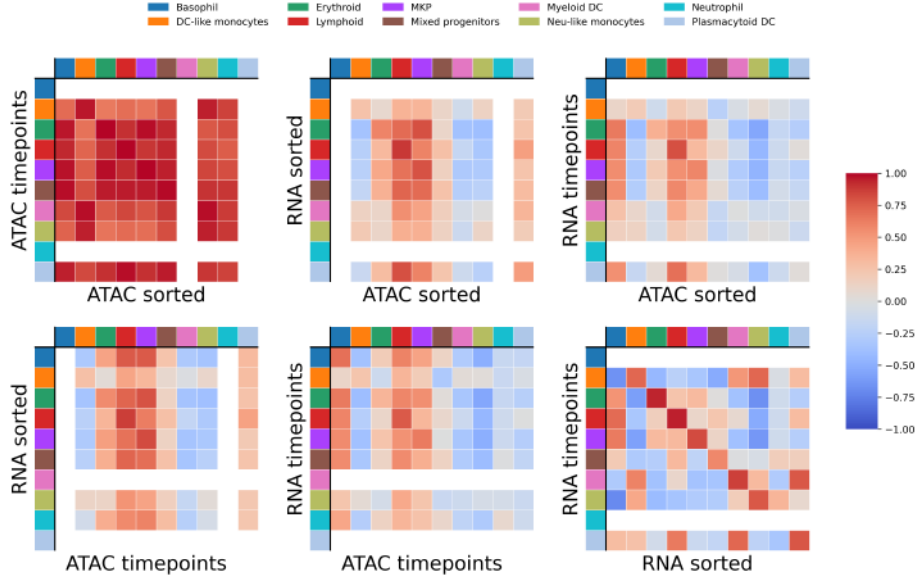 Basophil Erythroid MKP Myeloid DC Neutrophil
DC-like monocytes Lymphoid Mixed progenitors Neu-like monocytes Plasmacytoid DC
ATAC timepoints
ATAC sorted
RNA sorted
ATAC sorted
RNA timepoints
ATAC sorted
1.00
0.75
0.50
0.25
0.00
−0.25
−0.50
−0.75
−1.00
RNA sorted
ATAC timepoints
RNA timepoints
ATAC timepoints
RNA timepoints
RNA sorted